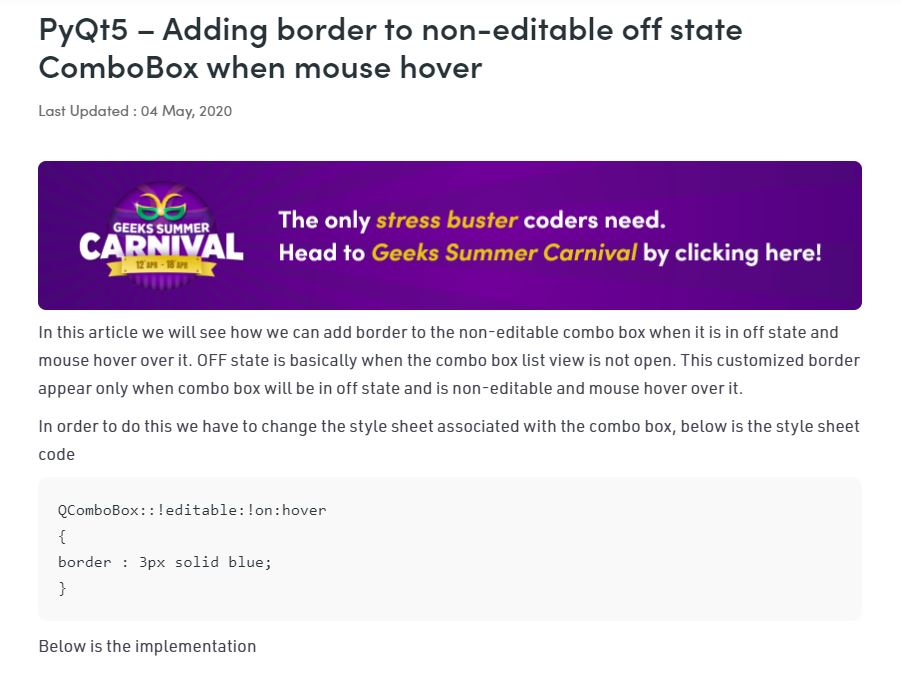 PyQt5 – Adding border to non-editable off state
ComboBox when mouse hover
Last Updated : 04 May, 2020
GEEKS SUMMER
CARNIVAL
12 APR - 18 APR
The only stress buster coders need.
Head to Geeks Summer Carnival by clicking here!
In this article we will see how we can add border to the non-editable combo box when it is in off state and
mouse hover over it. OFF state is basically when the combo box list view is not open. This customized border
appear only when combo box will be in off state and is non-editable and mouse hover over it.
In order to do this we have to change the style sheet associated with the combo box, below is the style sheet
code
QComboBox::!editable:!on:hover
{
border : 3px solid blue;
}
Below is the implementation